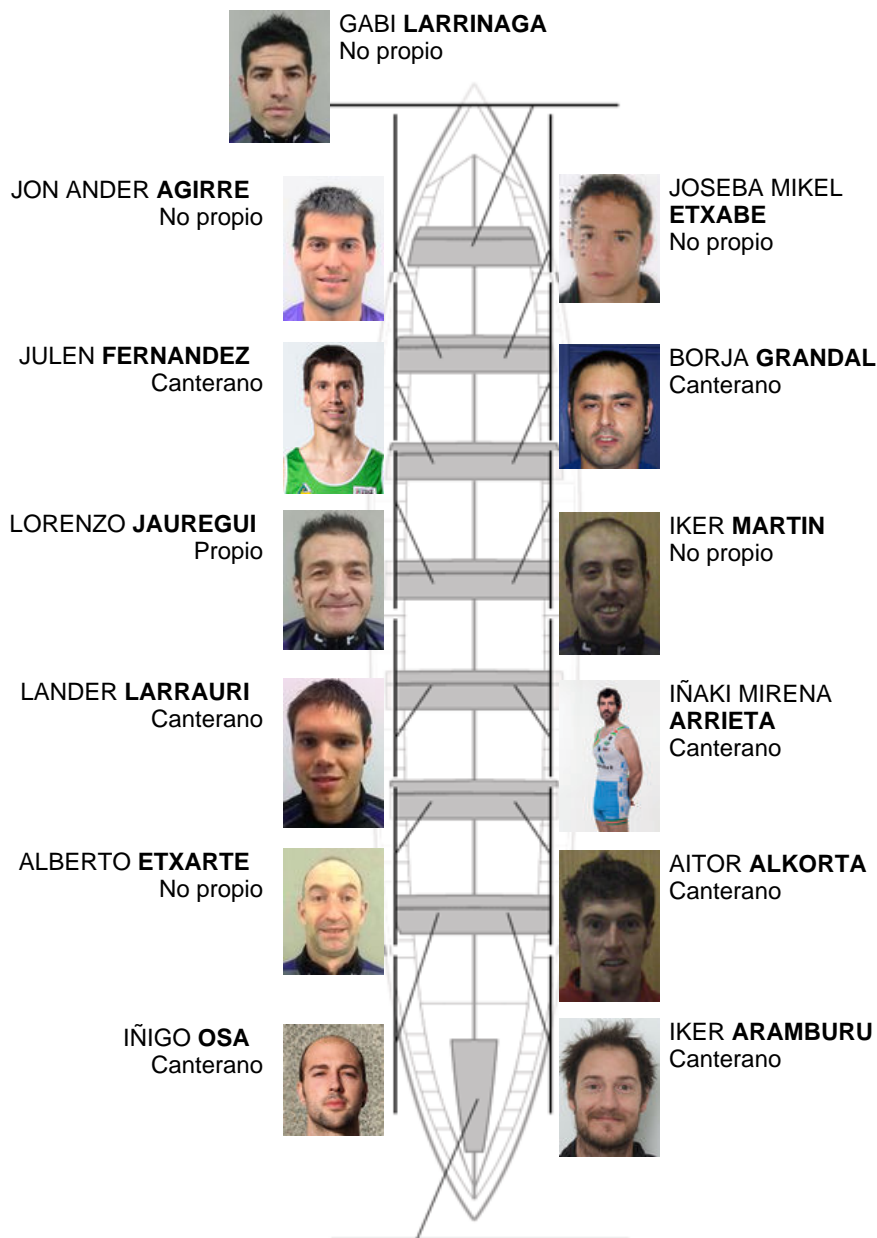 GABI LARRINAGA
No propio
JON ANDER AGIRRE
No propio
JOSEBA MIKEL
ETXABE
No propio
JULEN FERNANDEZ
Canterano
BORJA GRANDAL
Canterano
LORENZO JAUREGUI
Propio
IKER MARTIN
No propio
LANDER LARRAURI
Canterano
IÑAKI MIRENA
ARRIETA
Canterano
ALBERTO ETXARTE
No propio
AITOR ALKORTA
Canterano
IÑIGO OSA
Canterano
IKER ARAMBURU
Canterano